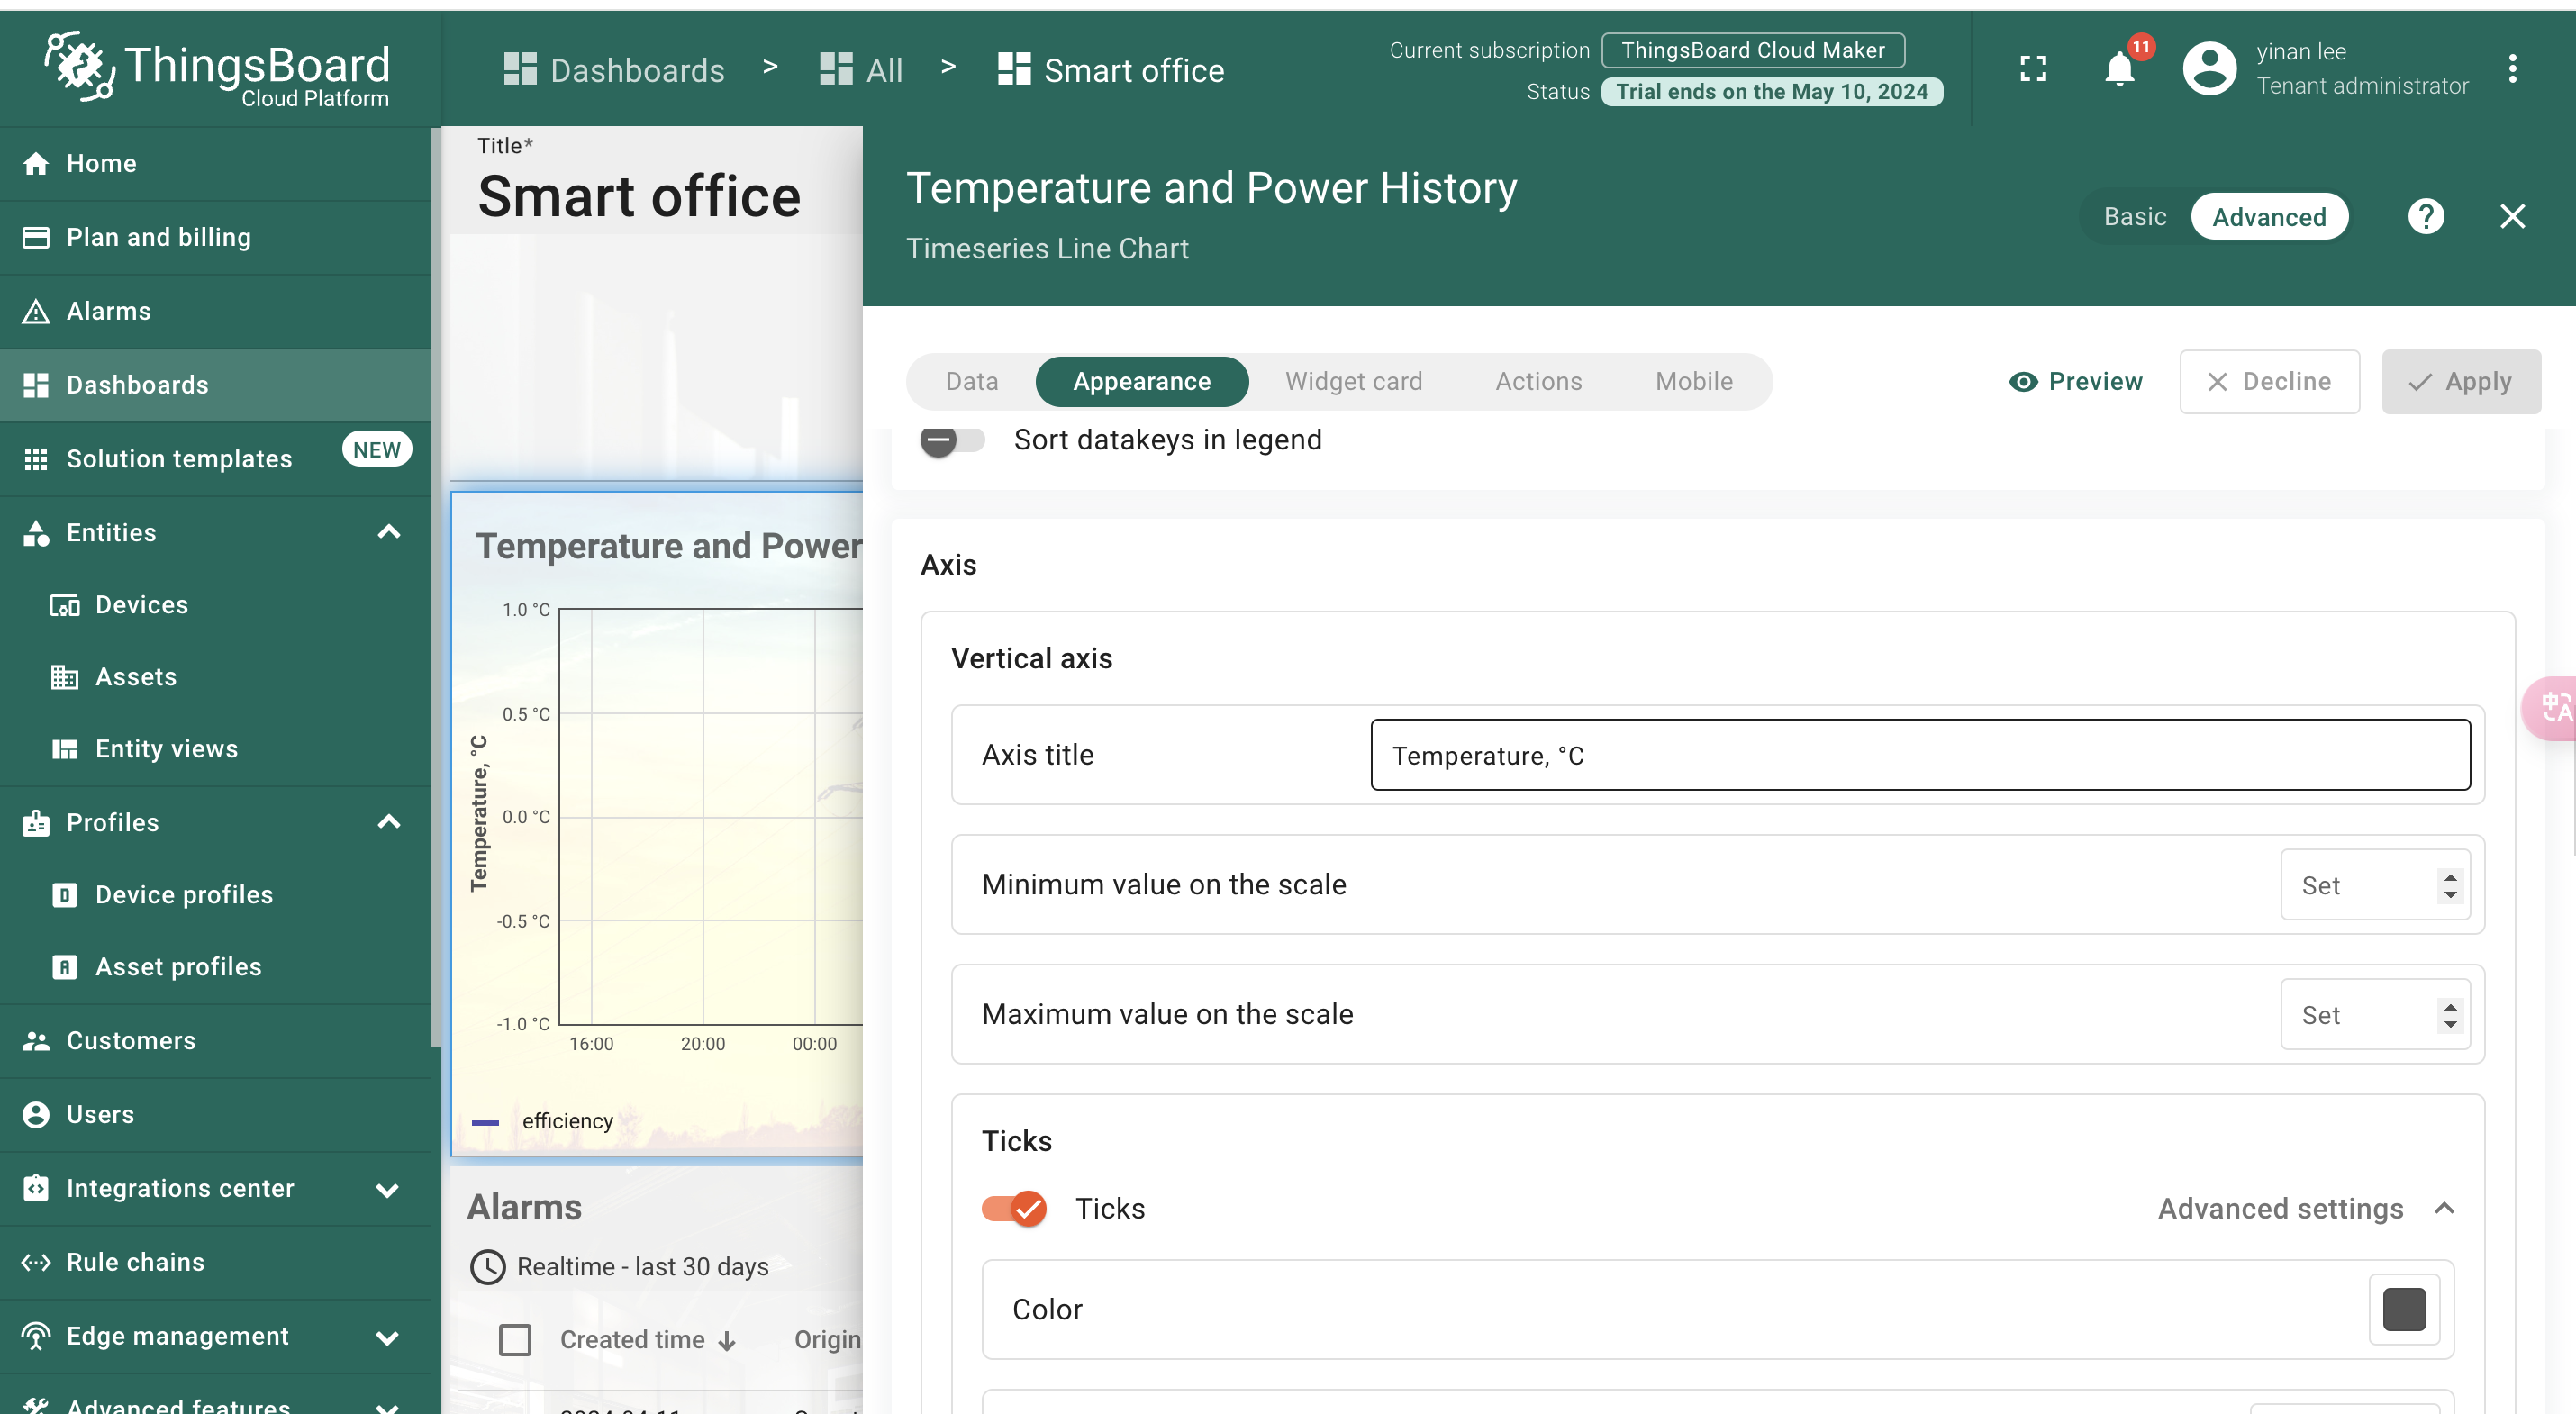 ThingsBoard
Cloud Platform
Dashboards > All > Smart office
Current subscription ThingsBoard Cloud Maker
Status Trial ends on the May 10, 2024
11
yinan lee
Tenant administrator
Home
Plan and billing
Alarms
Dashboards
Solution templates NEW
Entities
Devices
Assets
Entity views
Profiles
Device profiles
Asset profiles
Customers
Users
Integrations center
Rule chains
Edge management
Advanced features
Title*
Smart office
Temperature and Power
1.0 °C
0.5 °C
0.0 °C
-0.5 °C
-1.0 °C
Temperature, °C
16:00 20:00 00:00
efficiency
Alarms
Realtime - last 30 days
Created time Origin
Temperature and Power History
Timeseries Line Chart
Basic Advanced
Data Appearance Widget card Actions Mobile
Preview Decline Apply
Sort datakeys in legend
Axis
Vertical axis
Axis title Temperature, °C
Minimum value on the scale Set
Maximum value on the scale Set
Ticks
Ticks Advanced settings
Color
中A